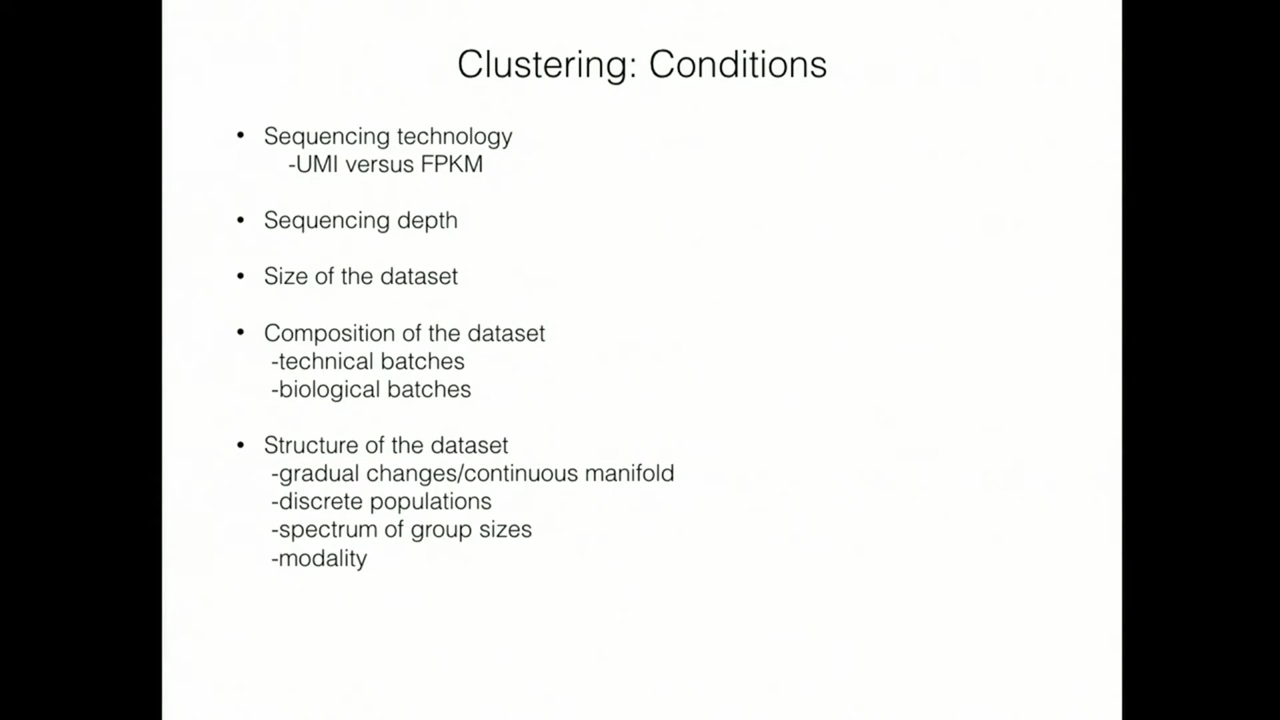 Clustering: Conditions
• Sequencing technology
-UMI versus FPKM
• Sequencing depth
• Size of the dataset
• Composition of the dataset
-technical batches
-biological batches
• Structure of the dataset
-gradual changes/continuous manifold
-discrete populations
-spectrum of group sizes
-modality